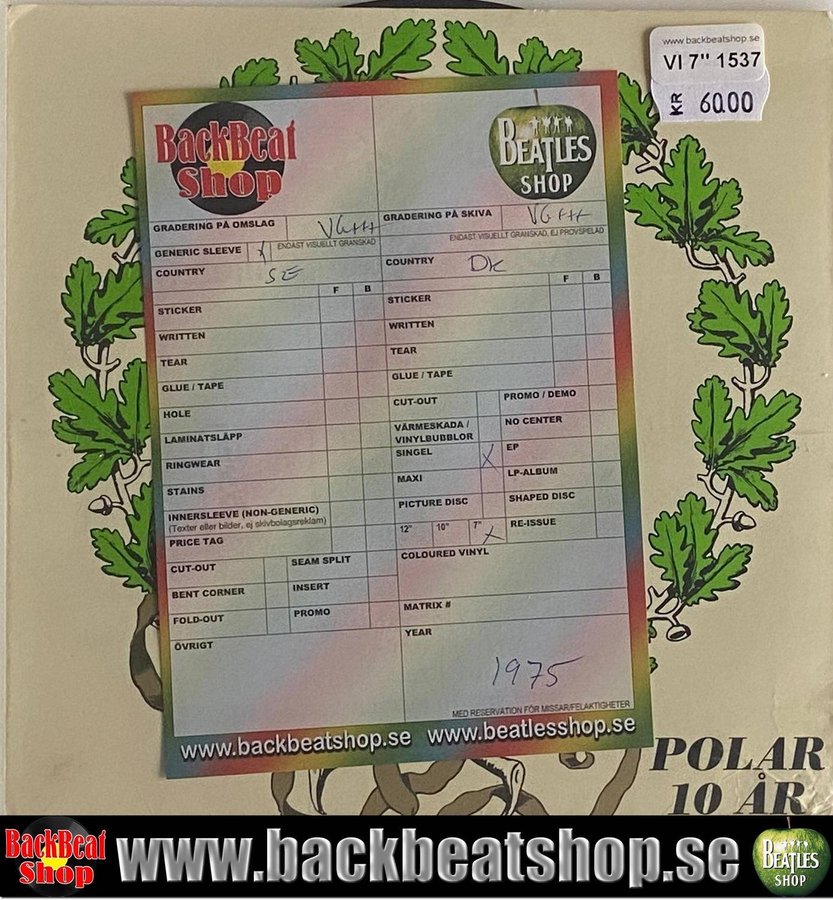 www.backbeatshop.se
VI 7" 1537
KR 6000
BackBeat
Shop
BEATLES
SHOP
GRADERING PÅ OMSLAG VG+++
ENDAST VISUELLT GRANSKAD
GENERIC SLEEVE X
COUNTRY SE
F B
STICKER
WRITTEN
TEAR
GLUE / TAPE
HOLE
LAMINATSLÄPP
RINGWEAR
STAINS
INNERSLEEVE (NON-GENERIC)
(Texter eller bilder, ej skivbolagsreklam)
PRICE TAG
CUT-OUT SEAM SPLIT
BENT CORNER INSERT
FOLD-OUT PROMO
ÖVRIGT
GRADERING PÅ SKIVA VG+++
ENDAST VISUELLT GRANSKAD, EJ PROVSPELAD
COUNTRY DK
F B
STICKER
WRITTEN
TEAR
GLUE / TAPE
CUT-OUT PROMO / DEMO
VÄRMESKADA /
VINYLBUBBLOR NO CENTER
SINGEL X EP
MAXI LP-ALBUM
PICTURE DISC SHAPED DISC
12" 10" 7" X RE-ISSUE
COLOURED VINYL
MATRIX #
YEAR
1975
MED RESERVATION FÖR MISSAR/FELAKTIGHETER
www.backbeatshop.se www.beatlesshop.se
POLAR
10 ÅR
BackBeat
Shop
www.backbeatshop.se
BEATLES
SHOP